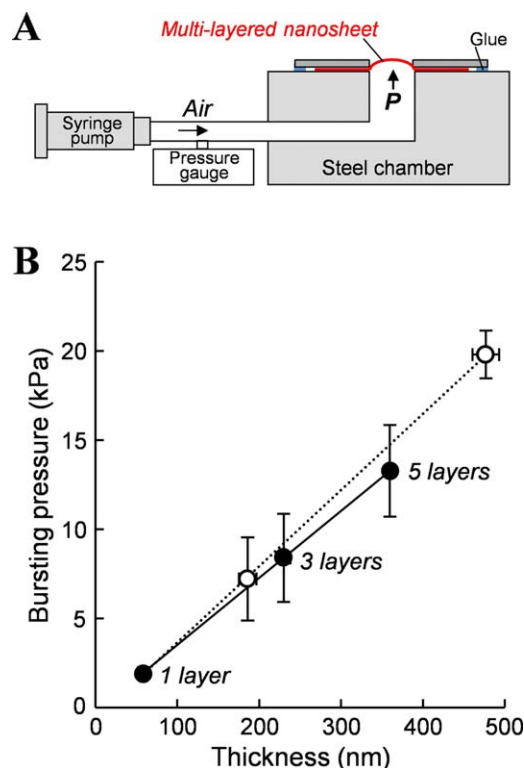 A
Multi-layered nanosheet
Glue
Air
P
Syringe
pump
Pressure
gauge
Steel chamber
B
Bursting pressure (kPa)
25
20
15
10
5
0
5 layers
3 layers
1 layer
0 100 200 300 400 500
Thickness (nm)